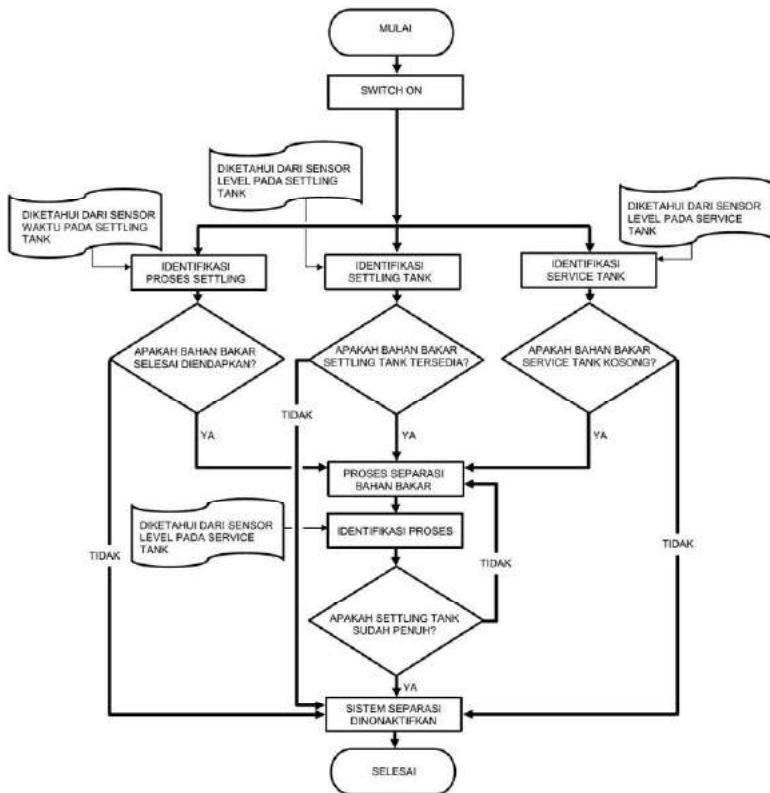 MULAI
SWITCH ON
DIKETAHUI DARI SENSOR
LEVEL PADA SETTLING
TANK
DIKETAHUI DARI SENSOR
WAKTU PADA SETTLING
TANK
DIKETAHUI DARI SENSOR
LEVEL PADA SERVICE
TANK
IDENTIFIKASI
PROSES SETTLING
IDENTIFIKASI
SETTLING TANK
IDENTIFIKASI
SERVICE TANK
APAKAH BAHAN BAKAR
SELESAI DIENDAPKAN?
APAKAH BAHAN BAKAR
SETTLING TANK TERSEDIA?
APAKAH BAHAN BAKAR
SERVICE TANK KOSONG?
TIDAK
YA
YA
YA
PROSES SEPARASI
BAHAN BAKAR
DIKETAHUI DARI SENSOR
LEVEL PADA SERVICE
TANK
IDENTIFIKASI PROSES
TIDAK
TIDAK
TIDAK
APAKAH SETTLING TANK
SUDAH PENUH?
YA
SISTEM SEPARASI
DINONAKTIFKAN
SELESAI